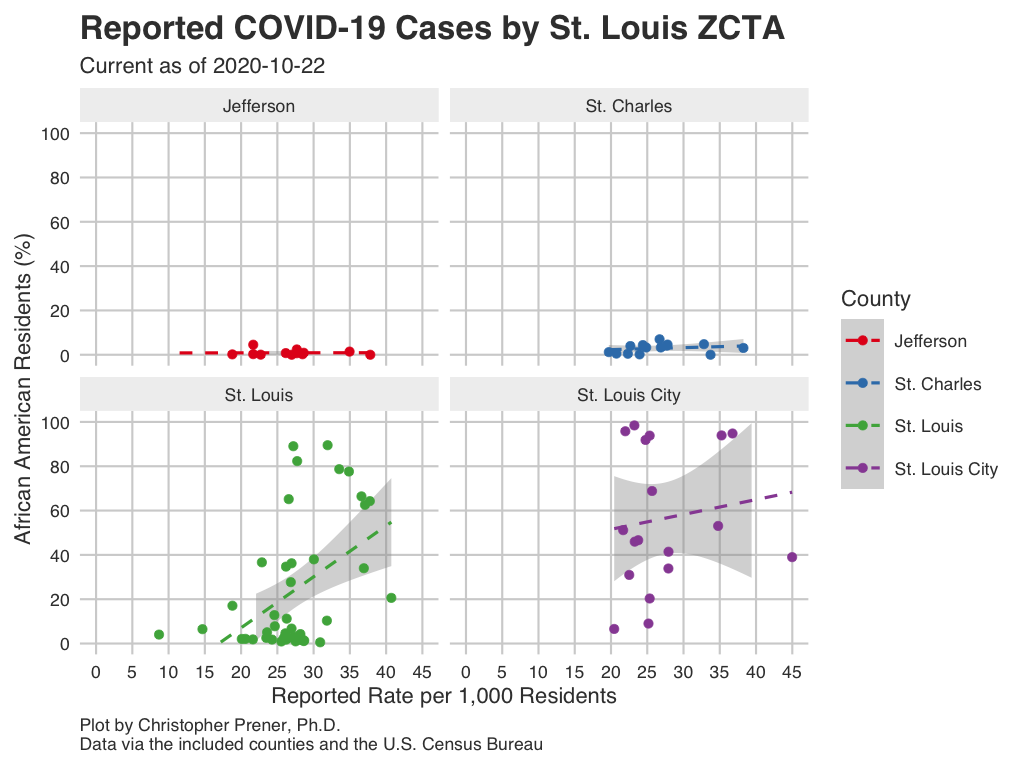 Reported COVID-19 Cases by St. Louis ZCTA
Current as of 2020-10-22
Jefferson
St. Charles
100
80
60
40
20
0
St. Louis
St. Louis City
100
80
60
40
20
0
African American Residents (%)
0 5 10 15 20 25 30 35 40 45
0 5 10 15 20 25 30 35 40 45
Reported Rate per 1,000 Residents
County
Jefferson
St. Charles
St. Louis
St. Louis City
Plot by Christopher Prener, Ph.D.
Data via the included counties and the U.S. Census Bureau